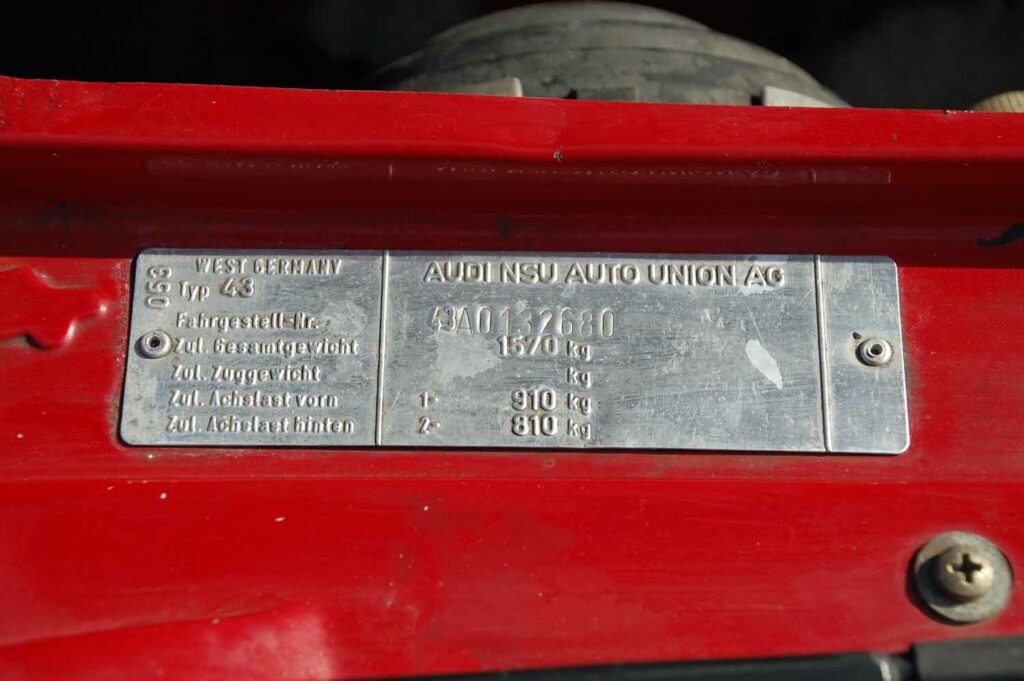 053
WEST GERMANY
Typ 43
AUDI NSU AUTO UNION AG
Fahrgestell-Nr. 43A0132680
Zul. Gesamtgewicht 1570 kg
Zul. Zuggewicht kg
Zul. Achslast vorn 1- 910 kg
Zul. Achslast hinten 2- 810 kg